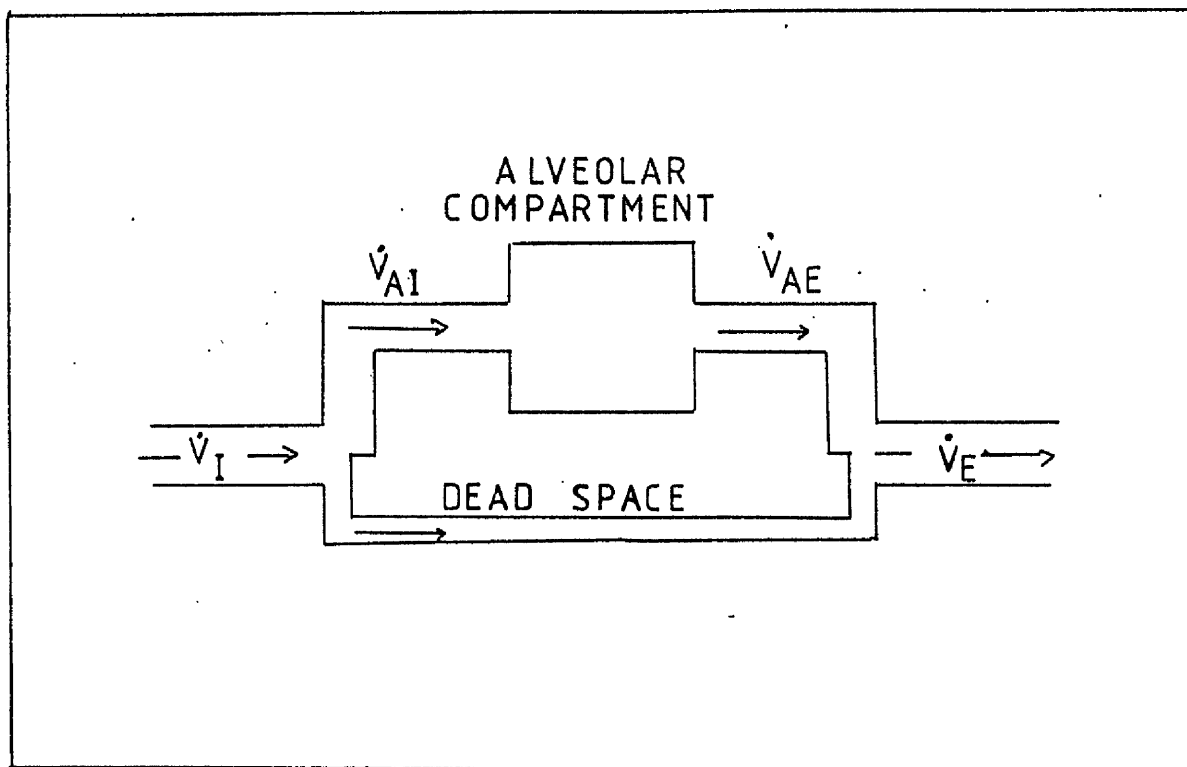 ALVEOLAR
COMPARTMENT
V̇AI
V̇AE
V̇I
V̇E
DEAD SPACE